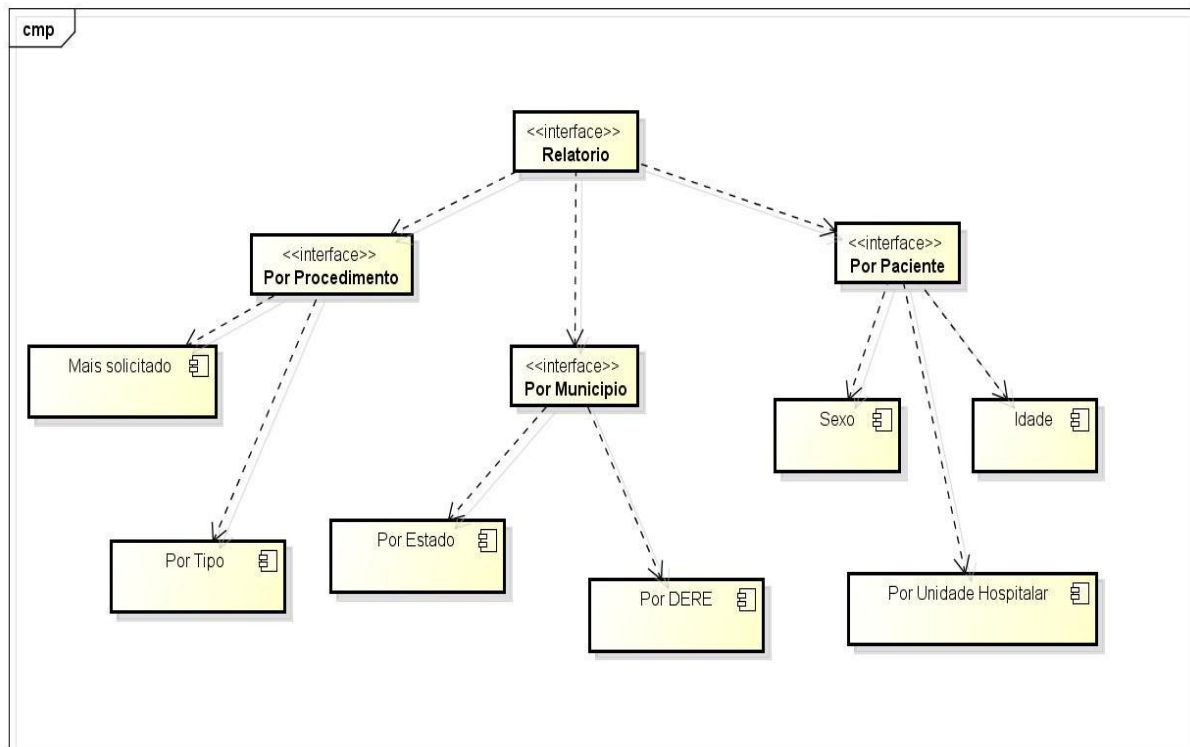 cmp
<<interface>>
Relatorio
<<interface>>
Por Procedimento
<<interface>>
Por Paciente
Mais solicitado
<<interface>>
Por Municipio
Sexo
Idade
Por Tipo
Por Estado
Por DERE
Por Unidade Hospitalar